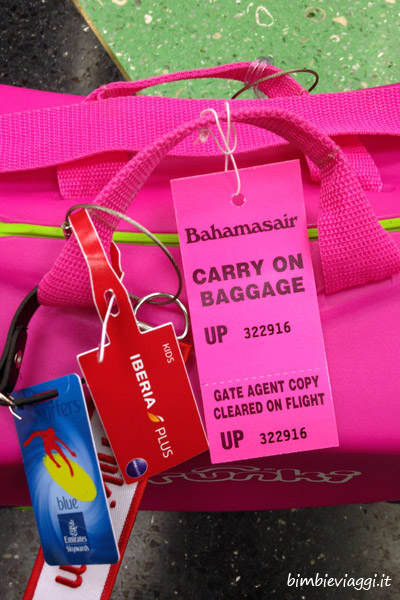 Bahamasair
CARRY ON
BAGGAGE
UP 322916
GATE AGENT COPY
CLEARED ON FLIGHT
UP 322916
KIDS
IBERIA
PLUS
blue
Emirates
Skywards
bimbieviaggi.it